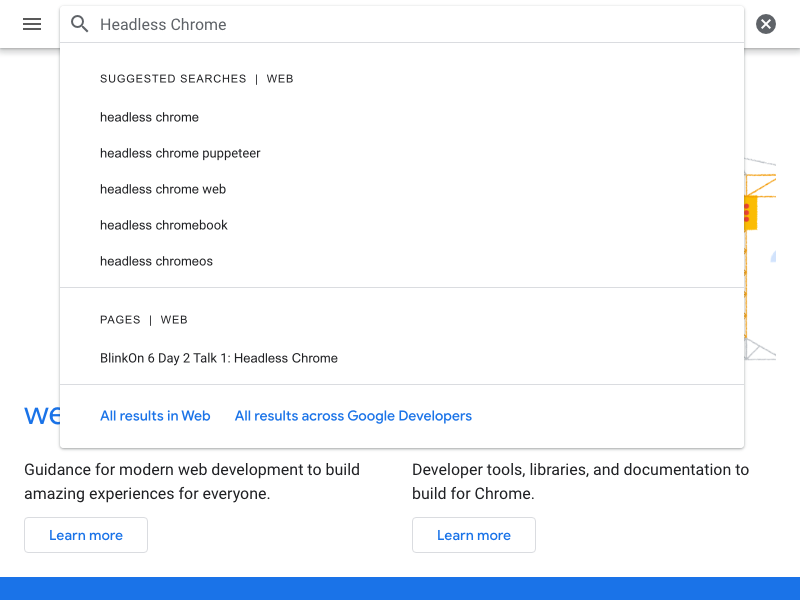 Headless Chrome
SUGGESTED SEARCHES | WEB
headless chrome
headless chrome puppeteer
headless chrome web
headless chromebook
headless chromeos
PAGES | WEB
BlinkOn 6 Day 2 Talk 1: Headless Chrome
All results in Web All results across Google Developers
Guidance for modern web development to build
amazing experiences for everyone.
Learn more
Developer tools, libraries, and documentation to
build for Chrome.
Learn more